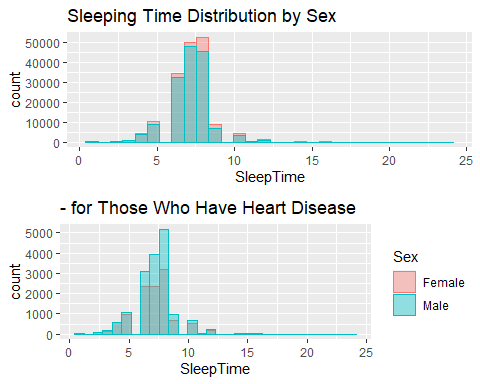 Sleeping Time Distribution by Sex
count
50000
40000
30000
20000
10000
0
0 5 10 15 20 25
SleepTime
- for Those Who Have Heart Disease
count
5000
4000
3000
2000
1000
0
0 5 10 15 20 25
SleepTime
Sex
Female
Male